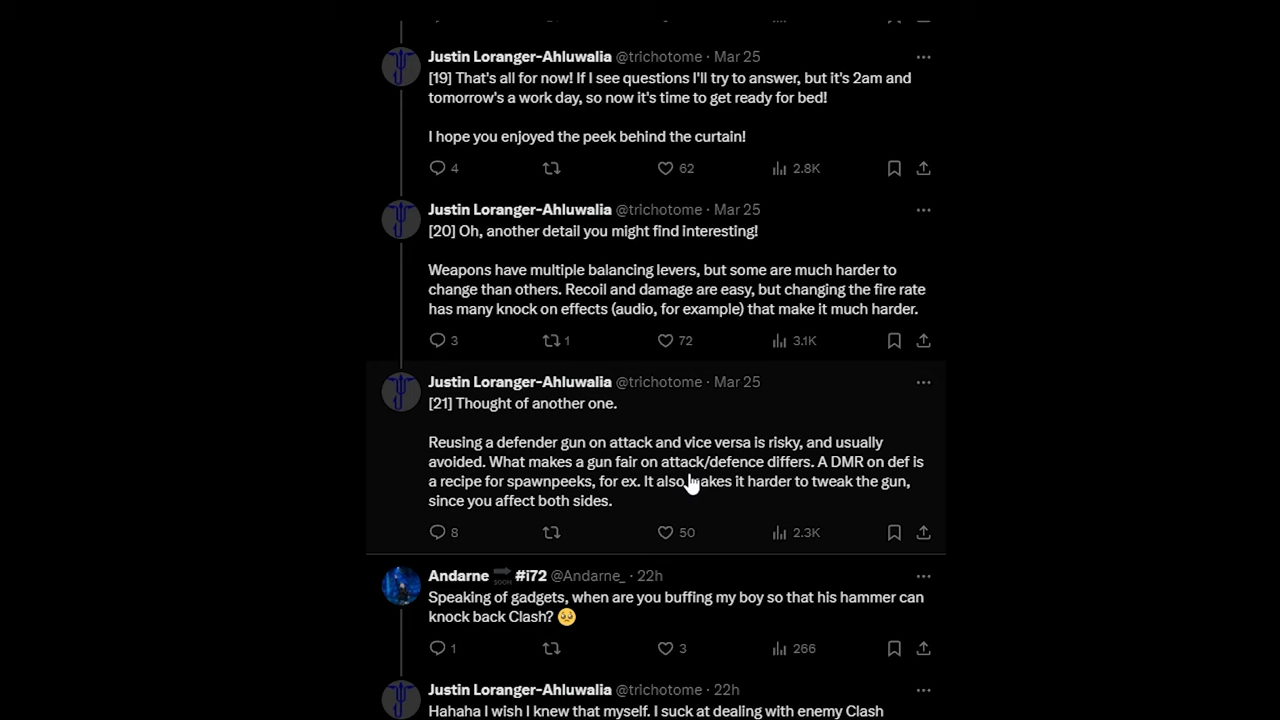 Justin Loranger-Ahluwalia @trichotome · Mar 25
[19] That's all for now! If I see questions I'll try to answer, but it's 2am and
tomorrow's a work day, so now it's time to get ready for bed!
I hope you enjoyed the peek behind the curtain!
4 62 2.8K
Justin Loranger-Ahluwalia @trichotome · Mar 25
[20] Oh, another detail you might find interesting!
Weapons have multiple balancing levers, but some are much harder to
change than others. Recoil and damage are easy, but changing the fire rate
has many knock on effects (audio, for example) that make it much harder.
3 1 72 3.1K
Justin Loranger-Ahluwalia @trichotome · Mar 25
[21] Thought of another one.
Reusing a defender gun on attack and vice versa is risky, and usually
avoided. What makes a gun fair on attack/defence differs. A DMR on def is
a recipe for spawnpeeks, for ex. It also makes it harder to tweak the gun,
since you affect both sides.
8 50 2.3K
Andarne 🔜 #i72 @Andarne_ · 22h
Speaking of gadgets, when are you buffing my boy so that his hammer can
knock back Clash? 🥺
1 3 266
Justin Loranger-Ahluwalia @trichotome · 22h
Hahaha I wish I knew that myself. I suck at dealing with enemy Clash